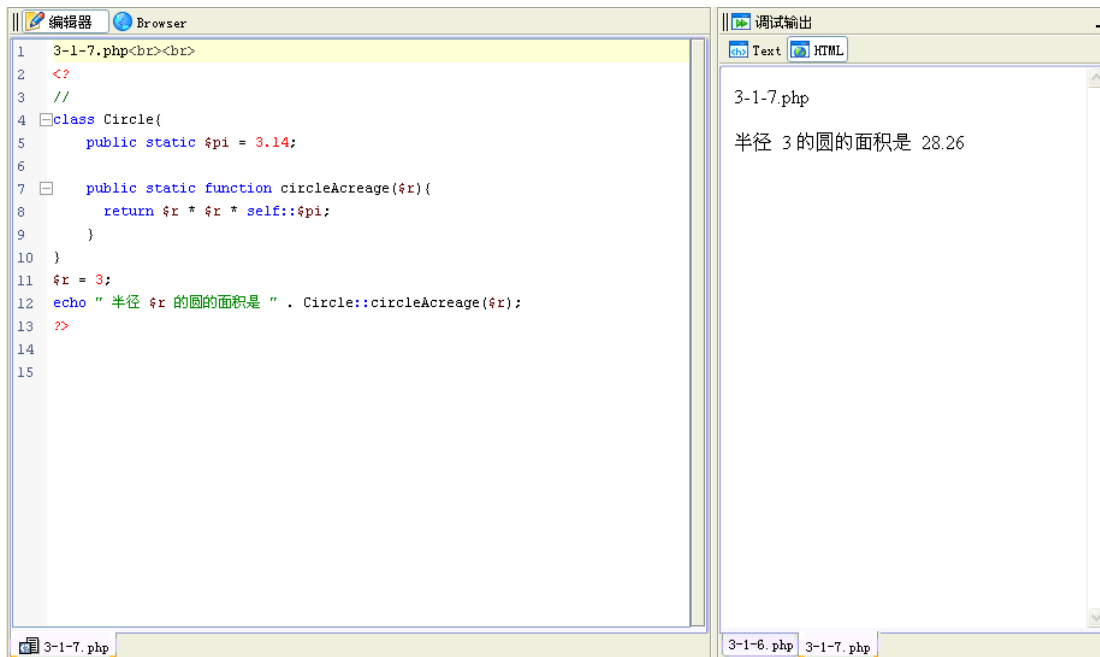 编辑器 Browser
1 3-1-7.php<br><br>
2 <?
3 //
4 class Circle{
5 public static $pi = 3.14;
6
7 public static function circleAcreage($r){
8 return $r * $r * self::$pi;
9 }
10 }
11 $r = 3;
12 echo " 半径 $r 的圆的面积是 " . Circle::circleAcreage($r);
13 ?>
14
15
3-1-7.php
调试输出
Text HTML
3-1-7.php
半径 3 的圆的面积是 28.26
3-1-6.php 3-1-7.php